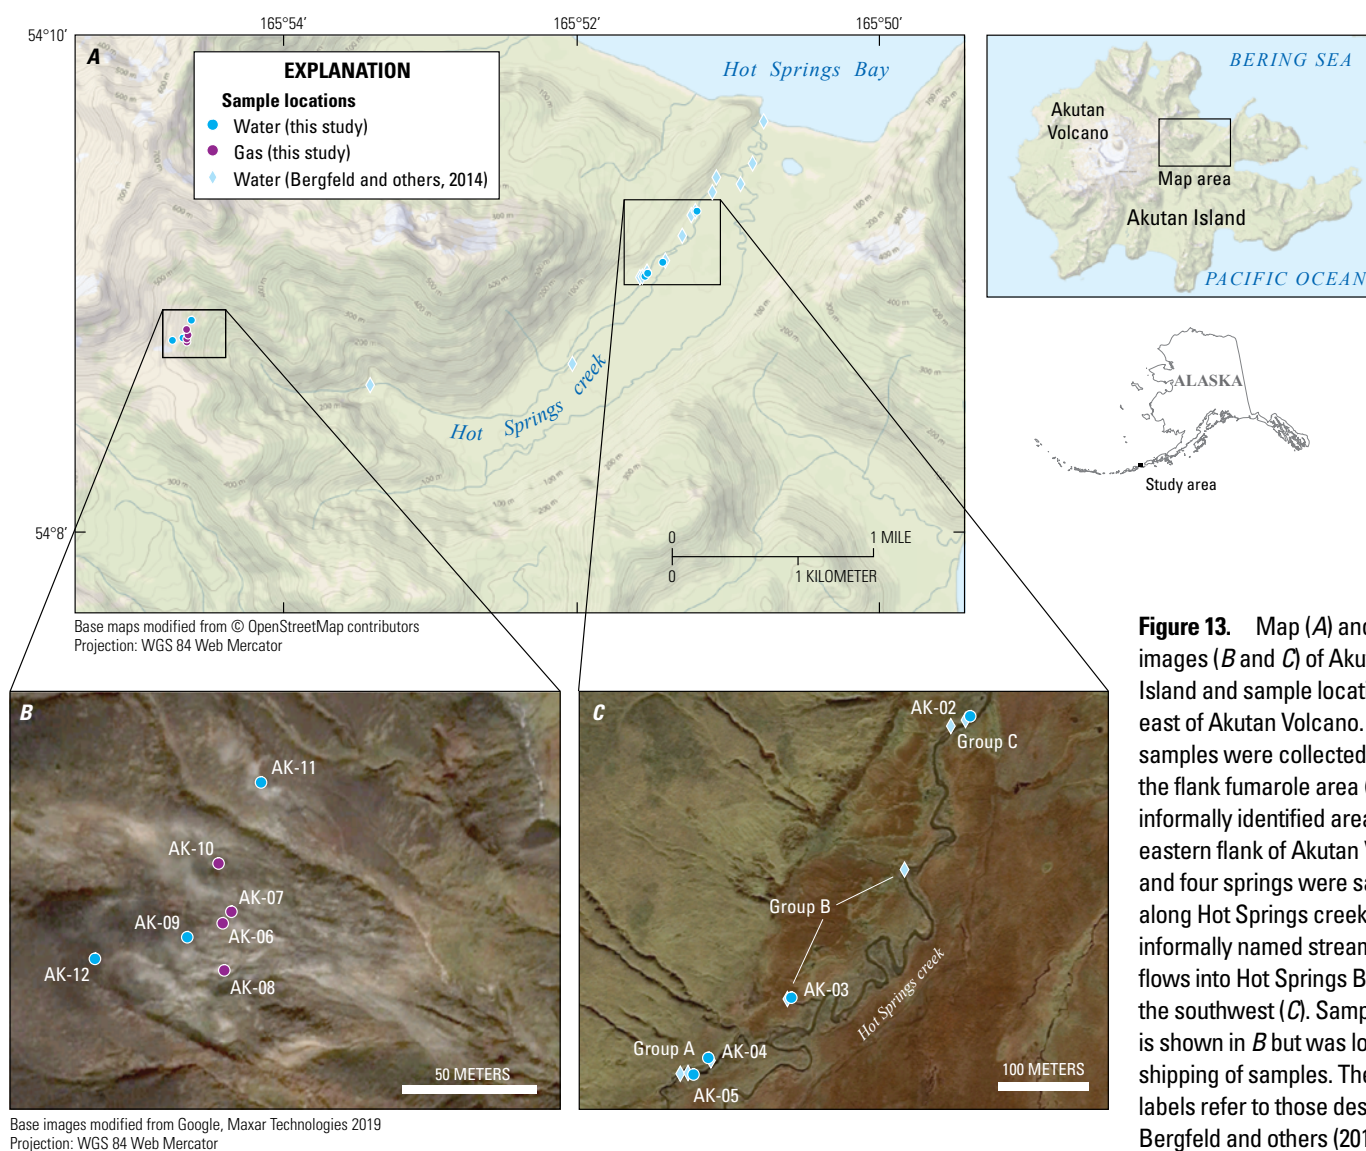 165°54′
165°52′
165°50′
54°10′
54°8′
A
EXPLANATION
Sample locations
Water (this study)
Gas (this study)
Water (Bergfeld and others, 2014)
Hot Springs Bay
Hot Springs creek
0
1 MILE
0
1 KILOMETER
Base maps modified from © OpenStreetMap contributors
Projection: WGS 84 Web Mercator
BERING SEA
Akutan
Volcano
Map area
Akutan Island
PACIFIC OCEAN
ALASKA
Study area
B
AK-11
AK-10
AK-07
AK-09
AK-06
AK-12
AK-08
50 METERS
Base images modified from Google, Maxar Technologies 2019
Projection: WGS 84 Web Mercator
C
AK-02
Group C
Group B
AK-03
Hot Springs creek
Group A
AK-04
AK-05
100 METERS
Figure 13. Map (A) and
images (B and C) of Aku
Island and sample locati
east of Akutan Volcano.
samples were collected
the flank fumarole area (
informally identified area
eastern flank of Akutan V
and four springs were sa
along Hot Springs creek
informally named stream
flows into Hot Springs B
the southwest (C). Samp
is shown in B but was lo
shipping of samples. The
labels refer to those des
Bergfeld and others (201